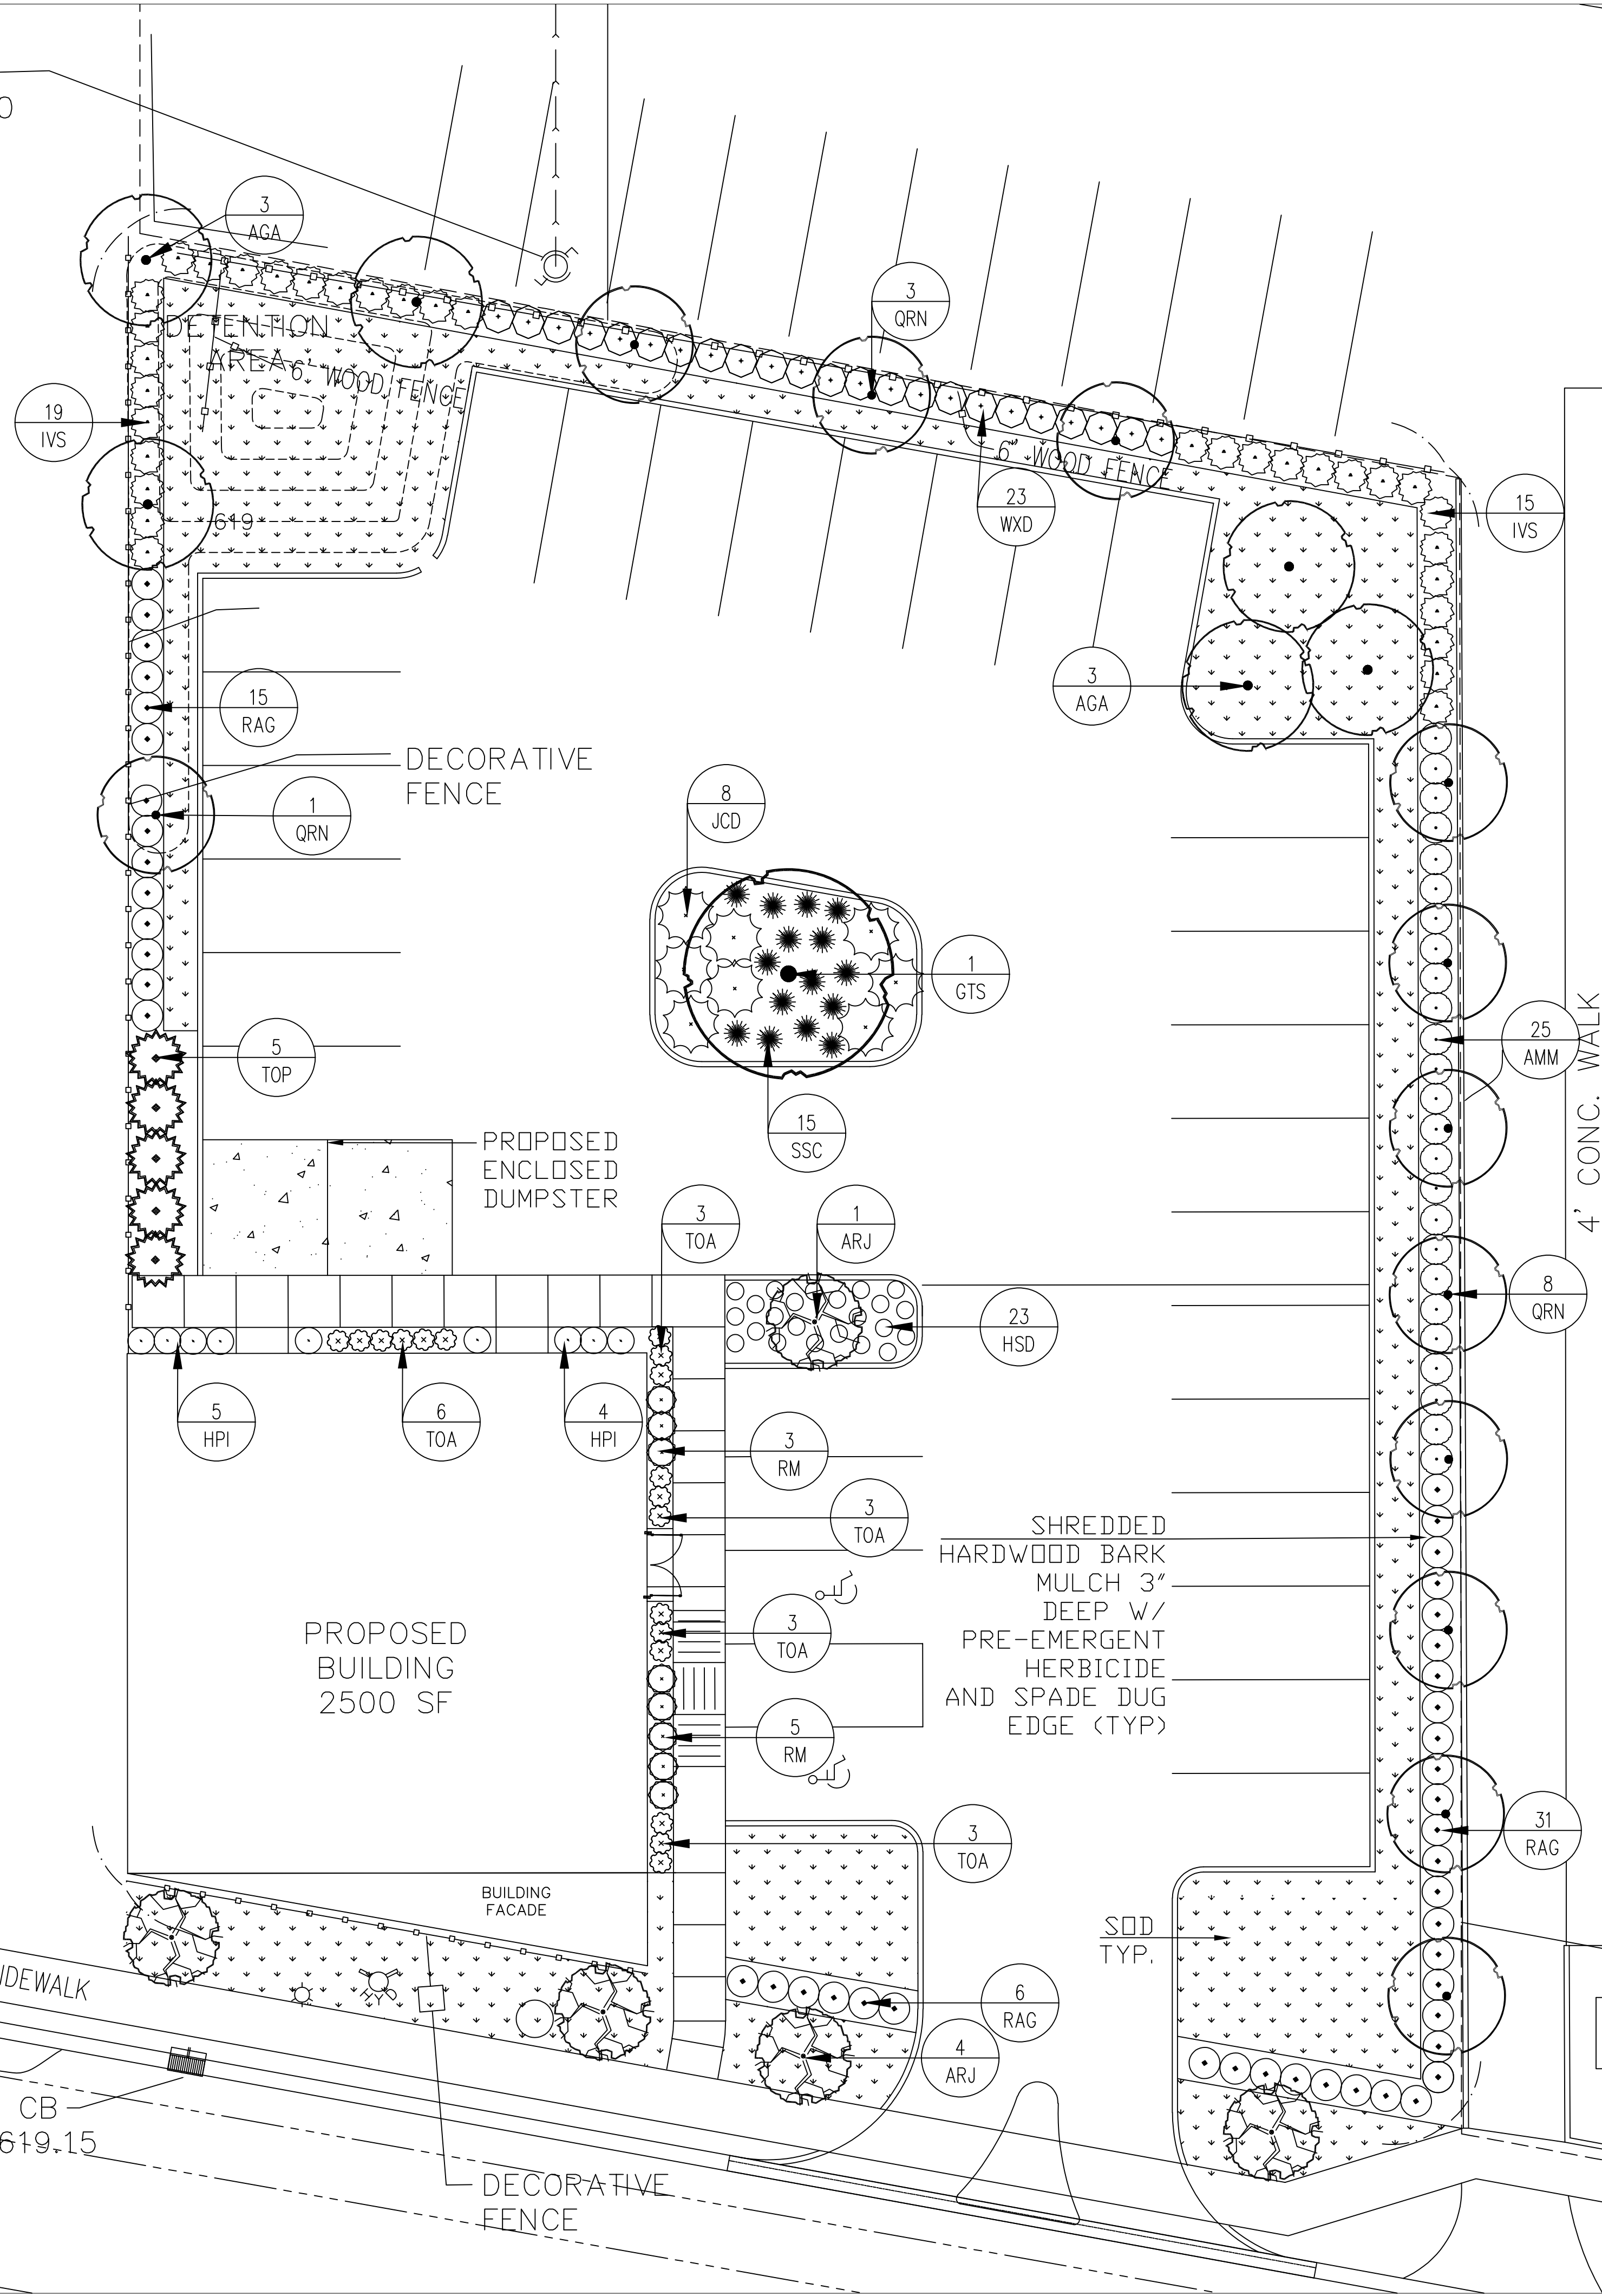 O
3
AGA
3
QRN
DETENTION
AREA
6' WOOD FENCE
19
IVS
6" WOOD FENCE
23
WXD
15
IVS
619
3
AGA
15
RAG
DECORATIVE
FENCE
1
QRN
8
JCD
1
GTS
4' CONC. WALK
25
AMM
5
TOP
15
SSC
PROPOSED
ENCLOSED
DUMPSTER
3
TOA
1
ARJ
8
QRN
23
HSD
5
HPI
6
TOA
4
HPI
3
RM
3
TOA
SHREDDED
HARDWOOD BARK
MULCH 3"
DEEP W/
PRE-EMERGENT
HERBICIDE
AND SPADE DUG
EDGE (TYP)
PROPOSED
BUILDING
2500 SF
3
TOA
5
RM
3
TOA
31
RAG
BUILDING
FACADE
SOD
TYP.
IDEWALK
6
RAG
4
ARJ
CB
619.15
DECORATIVE
FENCE